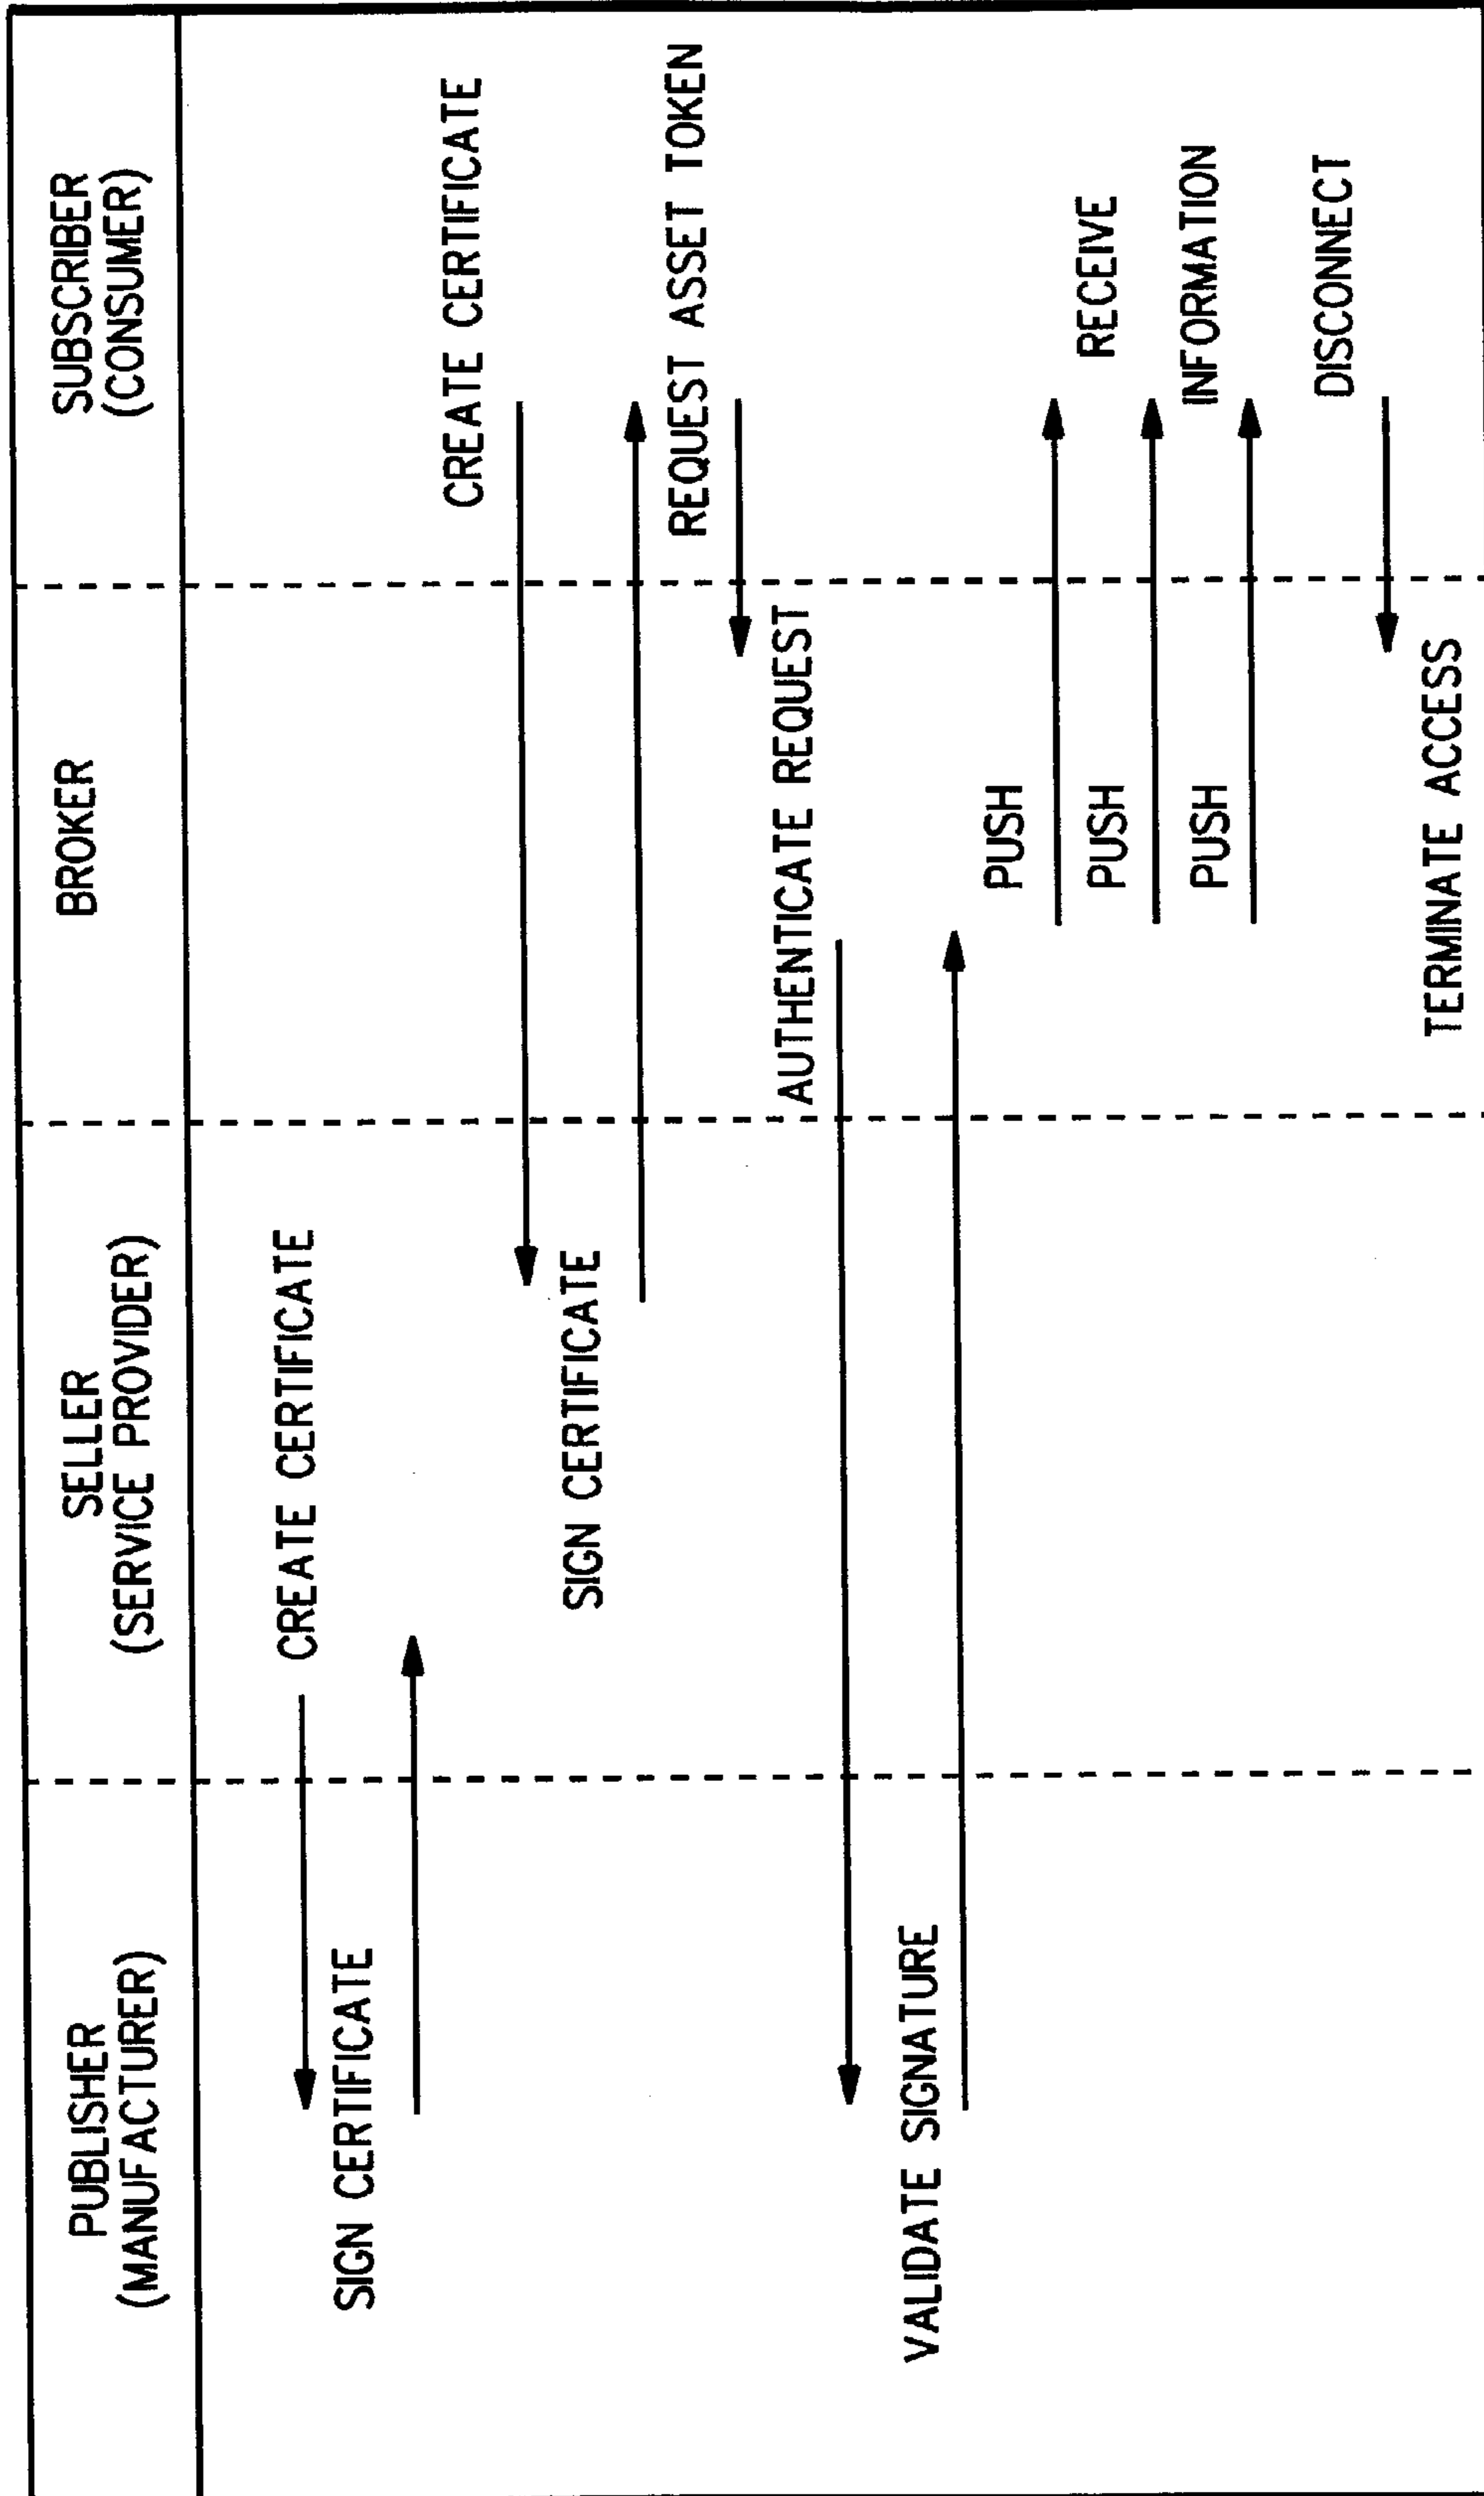 PUBLISHER
(MANUFACTURER)
SELLER
(SERVICE PROVIDER)
BROKER
SUBSCRIBER
(CONSUMER)
CREATE CERTIFICATE
SIGN CERTIFICATE
CREATE CERTIFICATE
SIGN CERTIFICATE
REQUEST ASSET TOKEN
AUTHENTICATE REQUEST
VALIDATE SIGNATURE
PUSH
RECEIVE
PUSH
INFORMATION
PUSH
DISCONNECT
TERMINATE ACCESS